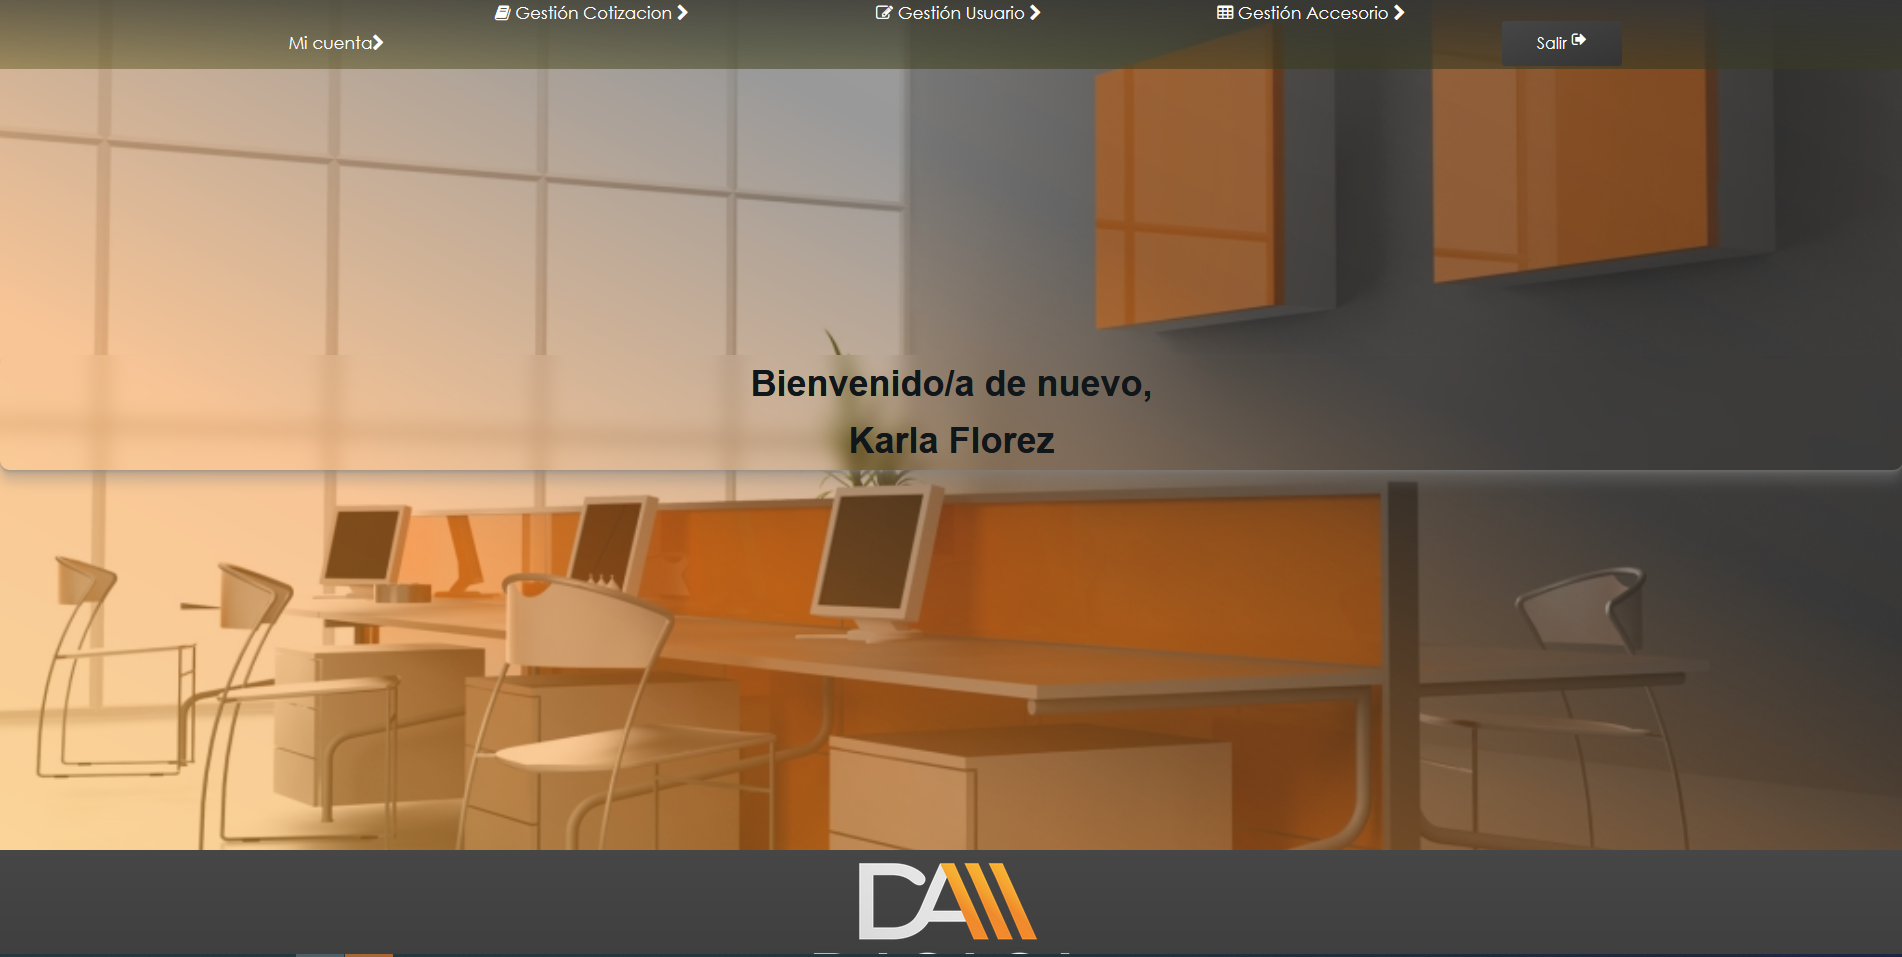 Gestión Cotizacion
Gestión Usuario
Gestión Accesorio
Mi cuenta
Salir
Bienvenido/a de nuevo,
Karla Florez
DA